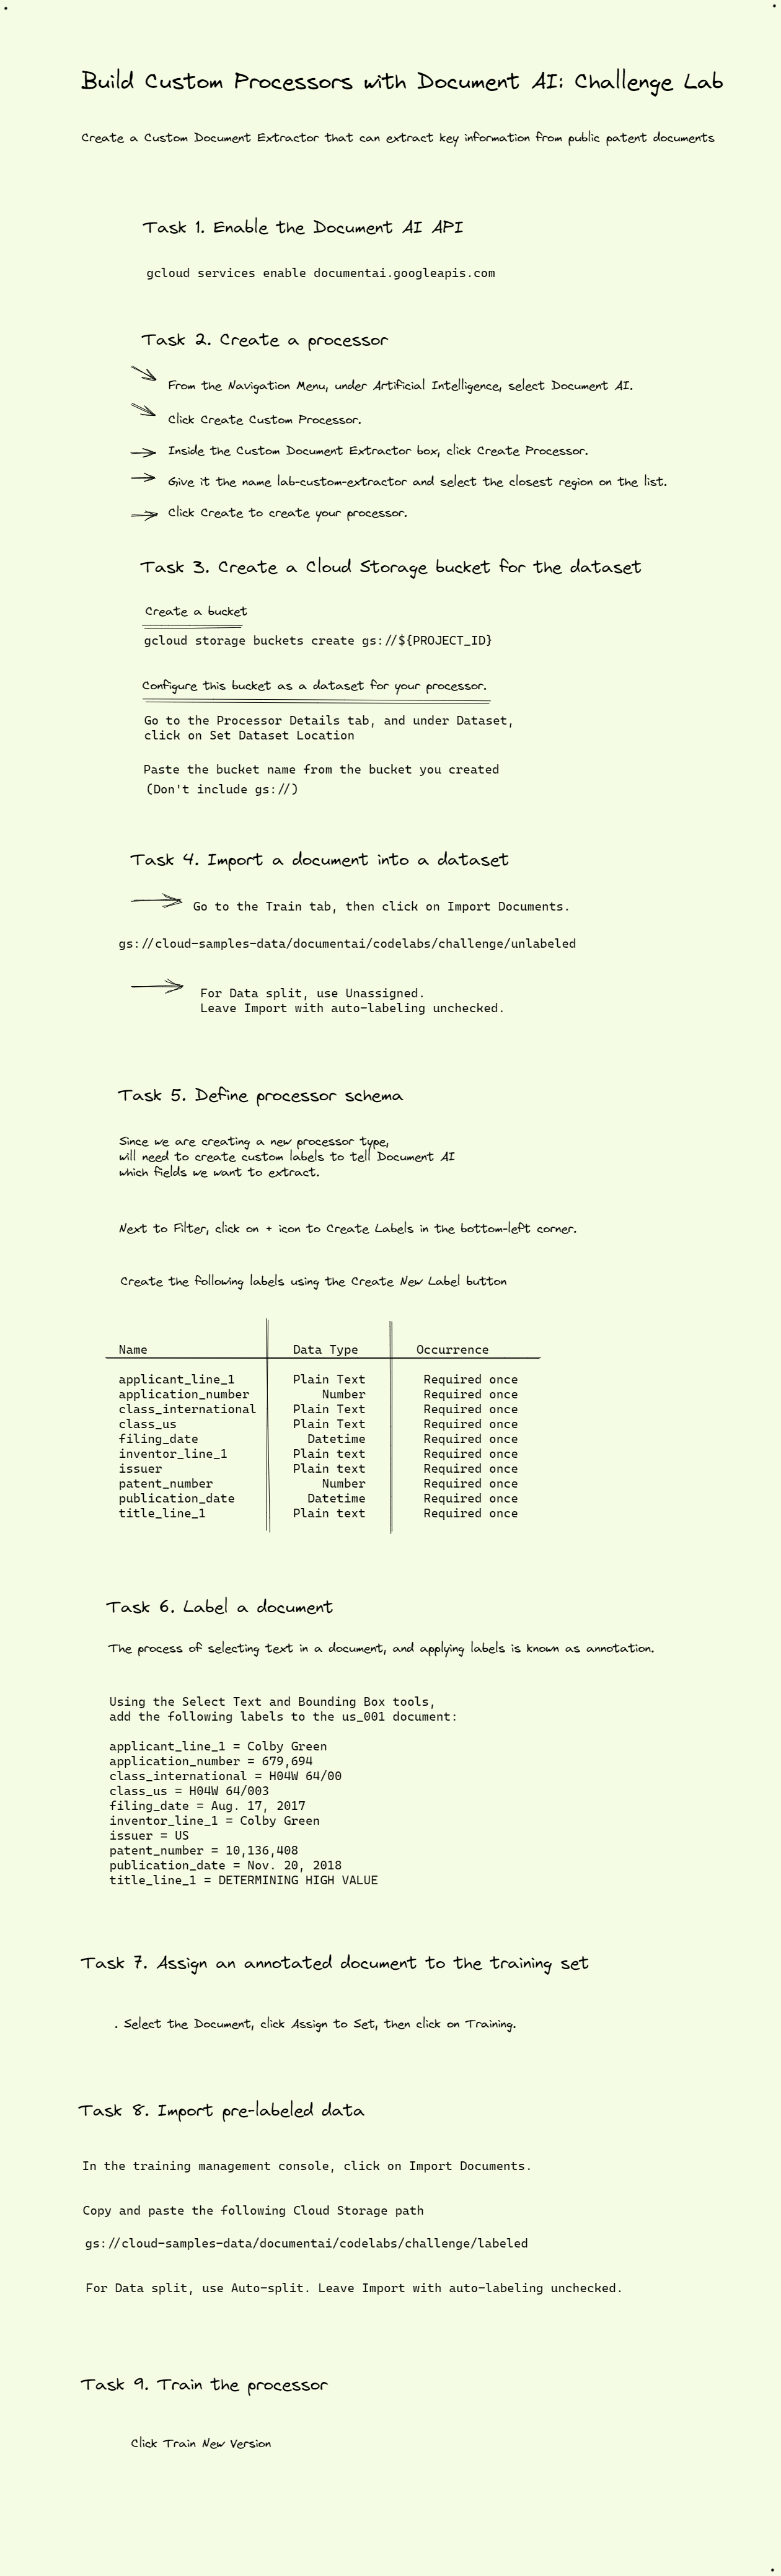 Build Custom Processors with Document AI: Challenge Lab
Create a Custom Document Extractor that can extract key information from public patent documents
Task 1. Enable the Document AI API
gcloud services enable documentai.googleapis.com
Task 2. Create a processor
From the Navigation Menu, under Artificial Intelligence, select Document AI.
Click Create Custom Processor.
Inside the Custom Document Extractor box, click Create Processor.
Give it the name lab-custom-extractor and select the closest region on the list.
Click Create to create your processor.
Task 3. Create a Cloud Storage bucket for the dataset
Create a bucket
gcloud storage buckets create gs://${PROJECT_ID}
Configure this bucket as a dataset for your processor.
Go to the Processor Details tab, and under Dataset,
click on Set Dataset Location
Paste the bucket name from the bucket you created
(Don't include gs://)
Task 4. Import a document into a dataset
Go to the Train tab, then click on Import Documents.
gs://cloud-samples-data/documentai/codelabs/challenge/unlabeled
For Data split, use Unassigned.
Leave Import with auto-labeling unchecked.
Task 5. Define processor schema
Since we are creating a new processor type,
will need to create custom labels to tell Document AI
which fields we want to extract.
Next to Filter, click on + icon to Create Labels in the bottom-left corner.
Create the following labels using the Create New Label button
Name Data Type Occurrence
applicant_line_1 Plain Text Required once
application_number Number Required once
class_international Plain Text Required once
class_us Plain Text Required once
filing_date Datetime Required once
inventor_line_1 Plain text Required once
issuer Plain text Required once
patent_number Number Required once
publication_date Datetime Required once
title_line_1 Plain text Required once
Task 6. Label a document
The process of selecting text in a document, and applying labels is known as annotation.
Using the Select Text and Bounding Box tools,
add the following labels to the us_001 document:
applicant_line_1 = Colby Green
application_number = 679,694
class_international = H04W 64/00
class_us = H04W 64/003
filing_date = Aug. 17, 2017
inventor_line_1 = Colby Green
issuer = US
patent_number = 10,136,408
publication_date = Nov. 20, 2018
title_line_1 = DETERMINING HIGH VALUE
Task 7. Assign an annotated document to the training set
. Select the Document, click Assign to Set, then click on Training.
Task 8. Import pre-labeled data
In the training management console, click on Import Documents.
Copy and paste the following Cloud Storage path
gs://cloud-samples-data/documentai/codelabs/challenge/labeled
For Data split, use Auto-split. Leave Import with auto-labeling unchecked.
Task 9. Train the processor
Click Train New Version